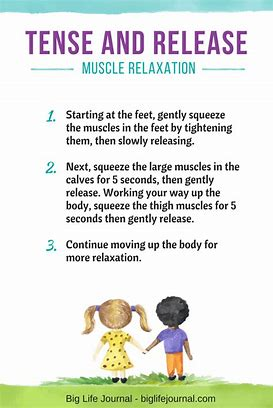 TENSE AND RELEASE
MUSCLE RELAXATION
1. Starting at the feet, gently squeeze
the muscles in the feet by tightening
them, then slowly releasing.
2. Next, squeeze the large muscles in the
calves for 5 seconds, then gently
release. Working your way up the
body, squeeze the thigh muscles for 5
seconds then gently release.
3. Continue moving up the body for
more relaxation.
Big Life Journal - biglifejournal.com